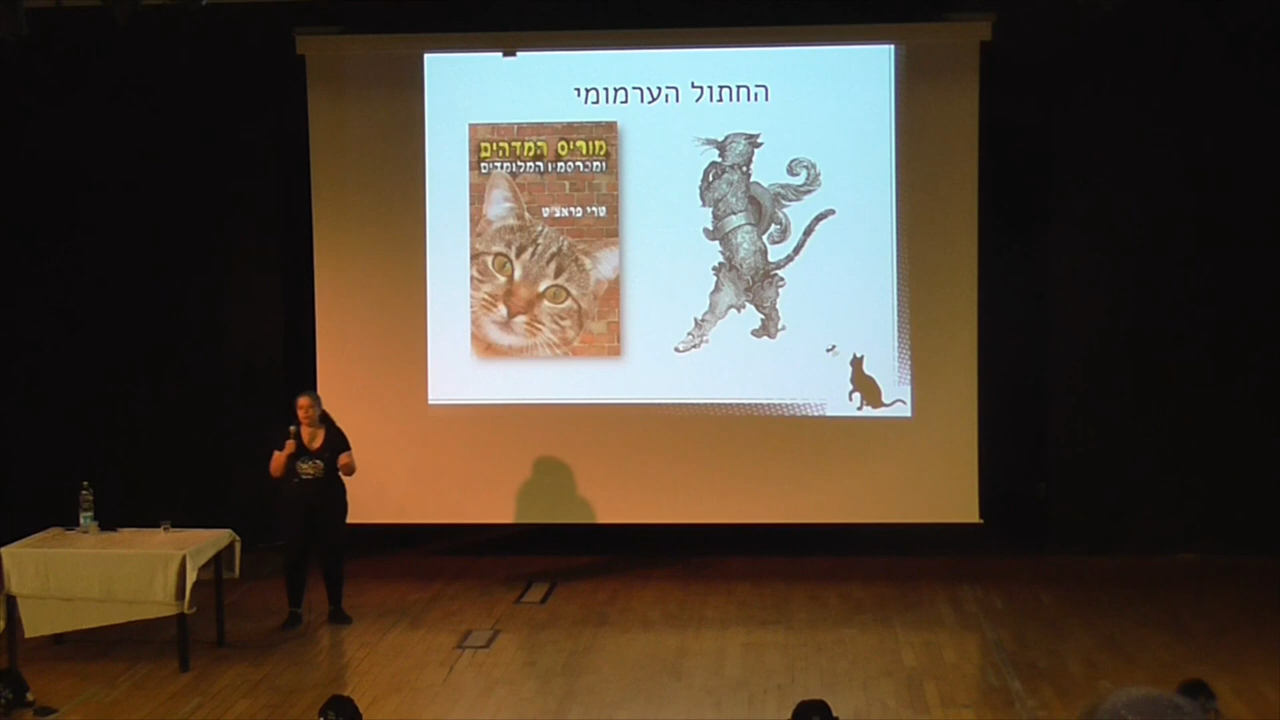 החתול הערמומי
מוריס המדהים
ומכרסמיו המלומדים
טרי פראצ'ט